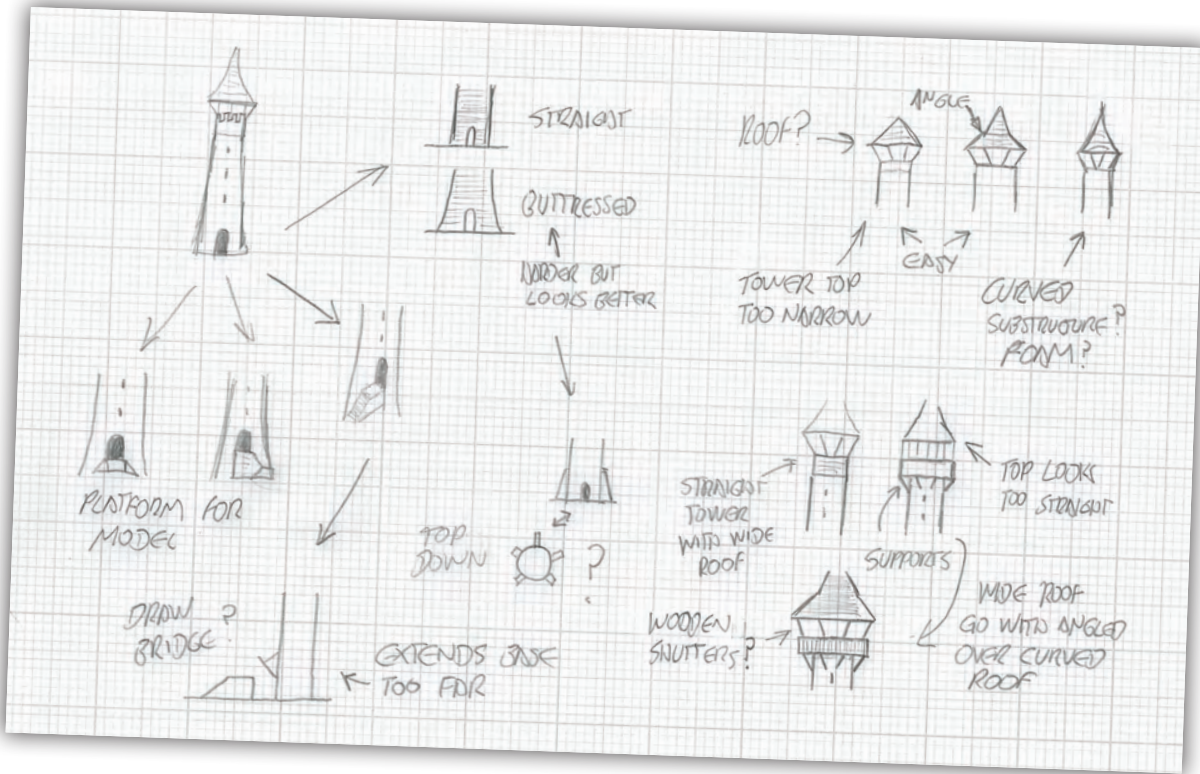 STRAIGHT
BUTTRESSED
HARDER BUT
LOOKS BETTER
ROOF?
ANGLE
EASY
TOWER TOP
TOO NARROW
CURVED
SUBSTRUCTURE?
FOAM?
PLATFORM FOR
MODEL
TOP
DOWN
?
DRAW
BRIDGE?
EXTENDS BASE
TOO FAR
STRAIGHT
TOWER
WITH WIDE
ROOF
TOP LOOKS
TOO STRAIGHT
SUPPORTS
WOODEN
SHUTTERS?
WIDE ROOF
GO WITH ANGLED
OVER CURVED
ROOF